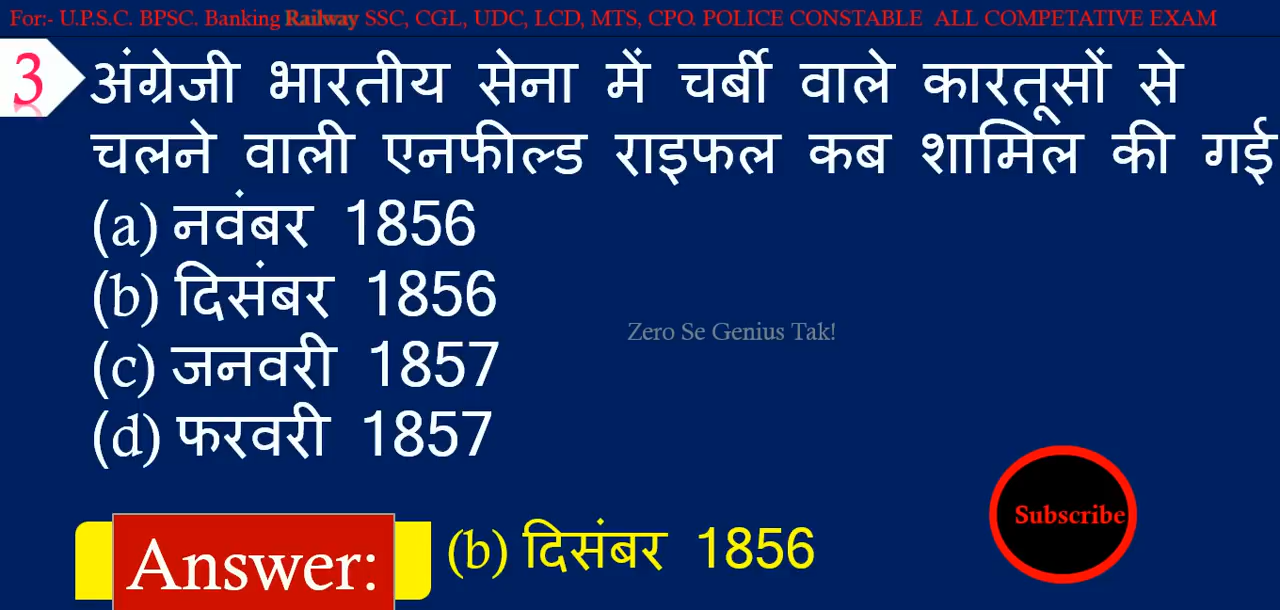 For:- U.P.S.C. BPSC. Banking Railway SSC, CGL, UDC, LCD, MTS, CPO. POLICE CONSTABLE ALL COMPETATIVE EXAM
3 अंग्रेजी भारतीय सेना में चर्बी वाले कारतूसों से
चलने वाली एनफील्ड राइफल कब शामिल की गई
(a) नवंबर 1856
(b) दिसंबर 1856
Zero Se Genius Tak!
(c) जनवरी 1857
(d) फरवरी 1857
Subscribe
Answer: (b) दिसंबर 1856